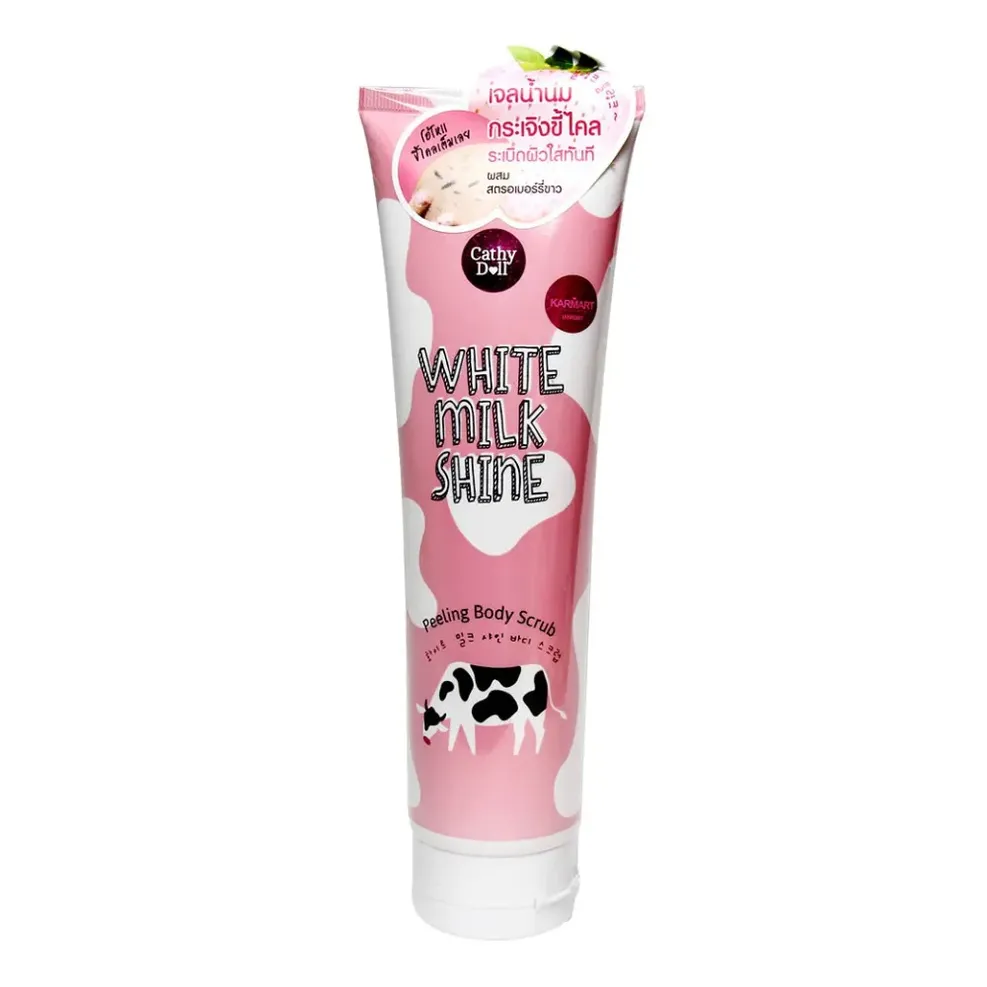 เจลน้ำนม
กระเจิงขี้ไคล
ระเบิดผิวใสทันที
ผสม
สตรอเบอร์รี่ขาว
โอ้โห!!
ขี้ไคลเต็มเลย
Cathy
D♥ll
KARMART
WHITE
MILK
SHINE
Peeling Body Scrub
화이트 밀크 샤인 바디 스크럽